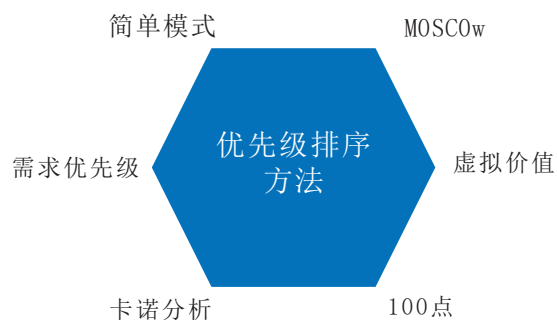 简单模式
MOSCOw
需求优先级
优先级排序
方法
虚拟价值
卡诺分析
100点